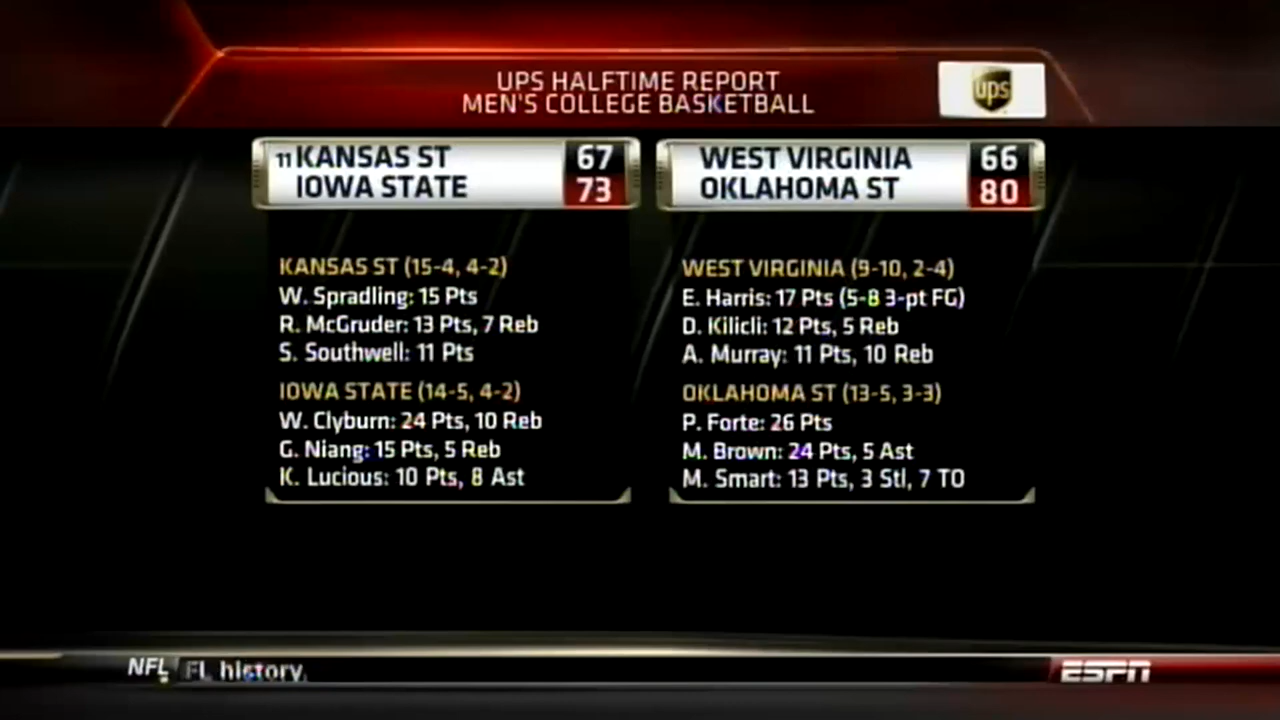 UPS HALFTIME REPORT
MEN'S COLLEGE BASKETBALL
ups
11 KANSAS ST 67
IOWA STATE 73
KANSAS ST (15-4, 4-2)
W. Spradling: 15 Pts
R. McGruder: 13 Pts, 7 Reb
S. Southwell: 11 Pts
IOWA STATE (14-5, 4-2)
W. Clyburn: 24 Pts, 10 Reb
G. Niang: 15 Pts, 5 Reb
K. Lucious: 10 Pts, 8 Ast
WEST VIRGINIA 66
OKLAHOMA ST 80
WEST VIRGINIA (9-10, 2-4)
E. Harris: 17 Pts (5-8 3-pt FG)
D. Kilicli: 12 Pts, 5 Reb
A. Murray: 11 Pts, 10 Reb
OKLAHOMA ST (13-5, 3-3)
P. Forte: 26 Pts
M. Brown: 24 Pts, 5 Ast
M. Smart: 13 Pts, 3 Stl, 7 TO
NFL FL history.
ESPN